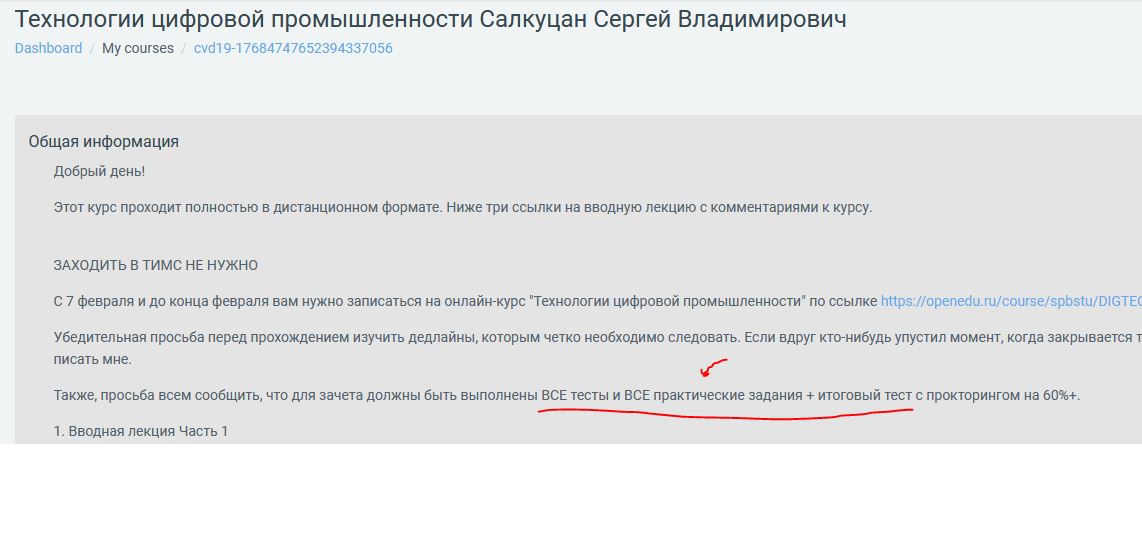 Технологии цифровой промышленности Салкуцан Сергей Владимирович
Dashboard / My courses / cvd19-17684747652394337056
Общая информация
Добрый день!
Этот курс проходит полностью в дистанционном формате. Ниже три ссылки на вводную лекцию с комментариями к курсу.
ЗАХОДИТЬ В ТИМС НЕ НУЖНО
С 7 февраля и до конца февраля вам нужно записаться на онлайн-курс "Технологии цифровой промышленности" по ссылке https://openedu.ru/course/spbstu/DIGTEC
Убедительная просьба перед прохождением изучить дедлайны, которым четко необходимо следовать. Если вдруг кто-нибудь упустил момент, когда закрывается т
писать мне.
Также, просьба всем сообщить, что для зачета должны быть выполнены ВСЕ тесты и ВСЕ практические задания + итоговый тест с прокторингом на 60%+.
1. Вводная лекция Часть 1